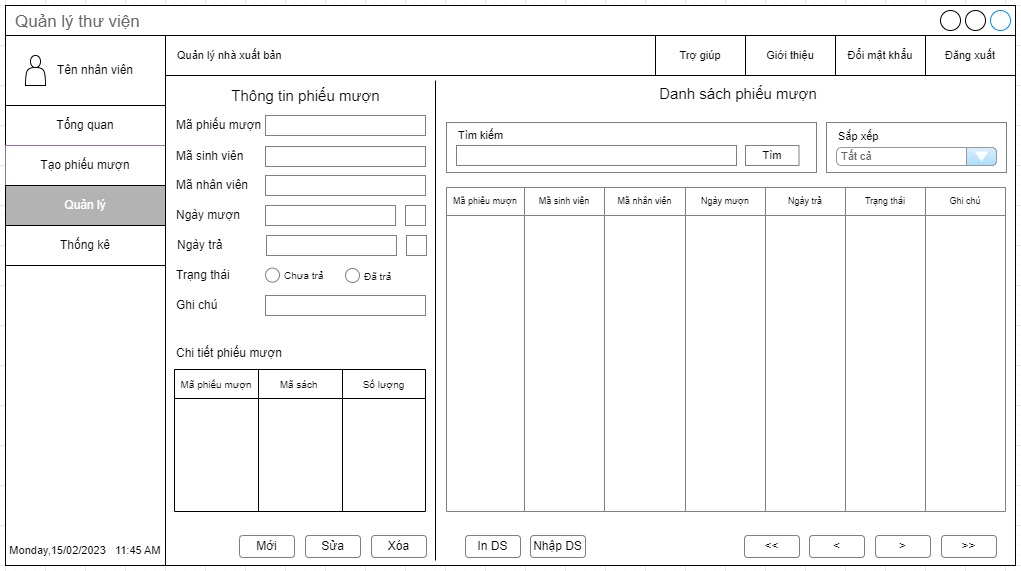 Quản lý thư viện
Tên nhân viên
Quản lý nhà xuất bản
Trợ giúp
Giới thiệu
Đổi mật khẩu
Đăng xuất
Tổng quan
Tạo phiếu mượn
Quản lý
Thống kê
Monday,15/02/2023 11:45 AM
Thông tin phiếu mượn
Mã phiếu mượn
Mã sinh viên
Mã nhân viên
Ngày mượn
Ngày trả
Trạng thái
Chưa trả
Đã trả
Ghi chú
Chi tiết phiếu mượn
Mã phiếu mượn
Mã sách
Số lượng
Mới
Sửa
Xóa
Danh sách phiếu mượn
Tìm kiếm
Tìm
Sắp xếp
Tất cả
Mã phiếu mượn
Mã sinh viên
Mã nhân viên
Ngày mượn
Ngày trả
Trạng thái
Ghi chú
In DS
Nhập DS
<<
<
>
>>